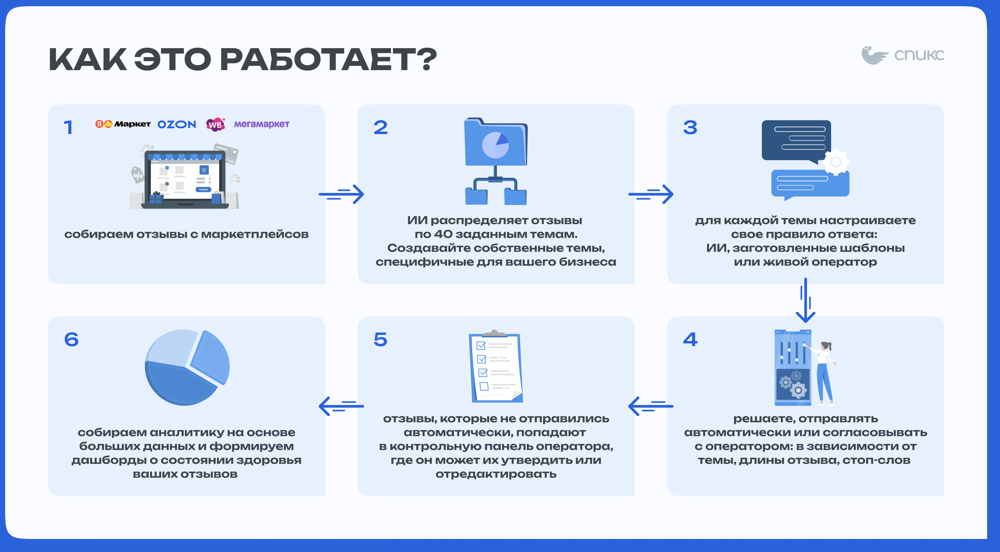 КАК ЭТО РАБОТАЕТ?
спикс
1
Я М Маркет OZON WB мегамаркет
%
КУПИТЬ
собираем отзывы с маркетплейсов
2
ИИ распределяет отзывы
по 40 заданным темам.
Создавайте собственные темы,
специфичные для вашего бизнеса
3
для каждой темы настраиваете
свое правило ответа:
ИИ, заготовленные шаблоны
или живой оператор
4
решаете, отправлять
автоматически или согласовывать
с оператором: в зависимости от
темы, длины отзыва, стоп-слов
5
отзывы, которые не отправились
автоматически, попадают
в контрольную панель оператора,
где он может их утвердить или
отредактировать
6
собираем аналитику на основе
больших данных и формируем
дашборды о состоянии здоровья
ваших отзывов